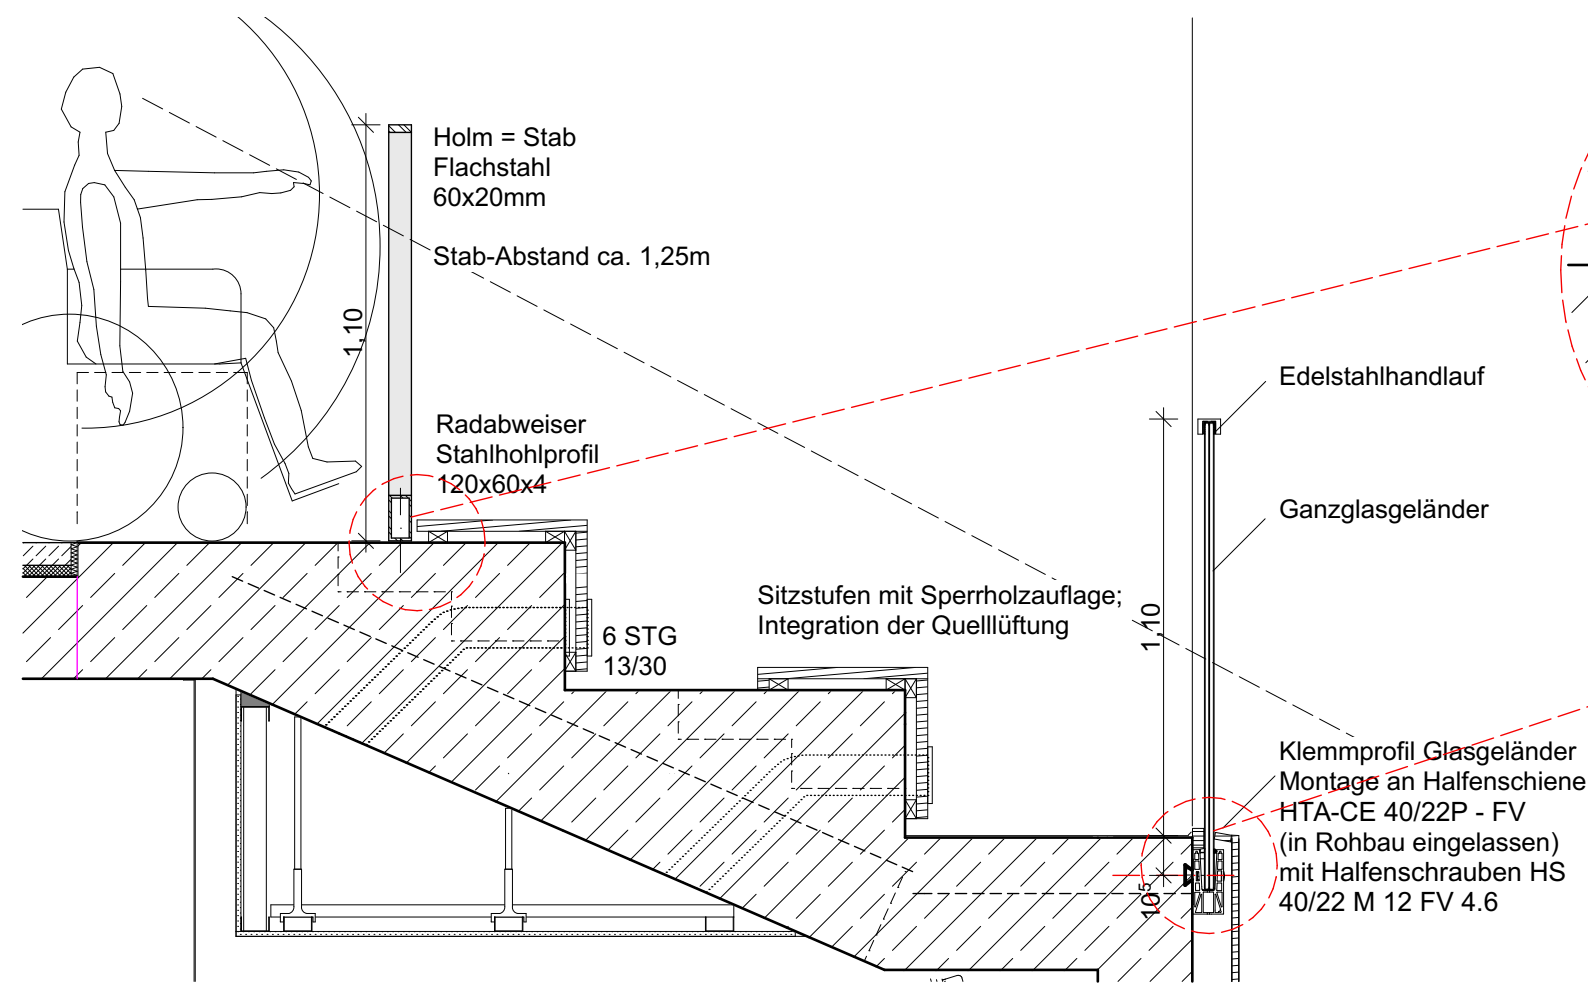 Holm = Stab
Flachstahl
60x20mm
Stab-Abstand ca. 1,25m
1,10
Radabweiser
Stahlhohlprofil
120x60x4
Edelstahlhandlauf
Ganzglasgeländer
Sitzstufen mit Sperrholzauflage;
Integration der Quelllüftung
1,10
6 STG
13/30
Klemmprofil Glasgeländer
Montage an Halfenschiene
HTA-CE 40/22P - FV
(in Rohbau eingelassen)
mit Halfenschrauben HS
40/22 M 12 FV 4.6
10⁵